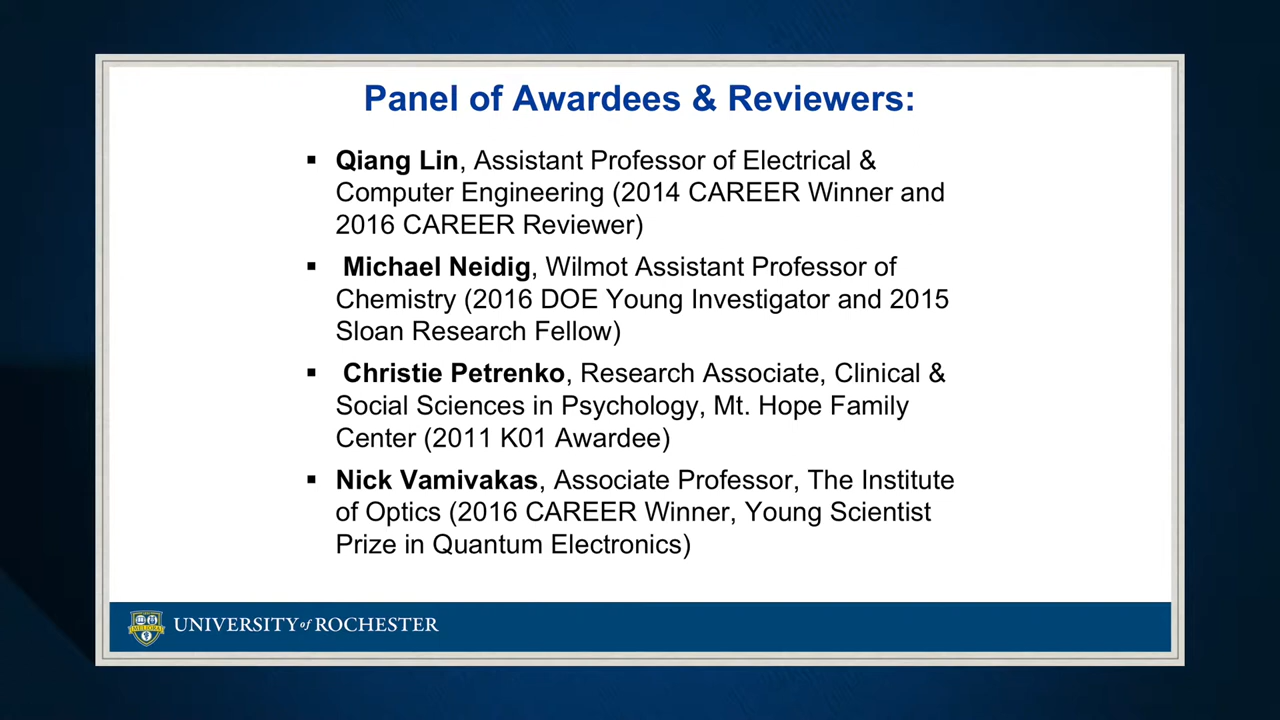 Panel of Awardees & Reviewers:
▪ Qiang Lin, Assistant Professor of Electrical &
Computer Engineering (2014 CAREER Winner and
2016 CAREER Reviewer)
▪ Michael Neidig, Wilmot Assistant Professor of
Chemistry (2016 DOE Young Investigator and 2015
Sloan Research Fellow)
▪ Christie Petrenko, Research Associate, Clinical &
Social Sciences in Psychology, Mt. Hope Family
Center (2011 K01 Awardee)
▪ Nick Vamivakas, Associate Professor, The Institute
of Optics (2016 CAREER Winner, Young Scientist
Prize in Quantum Electronics)
MELIORA
UNIVERSITY of ROCHESTER